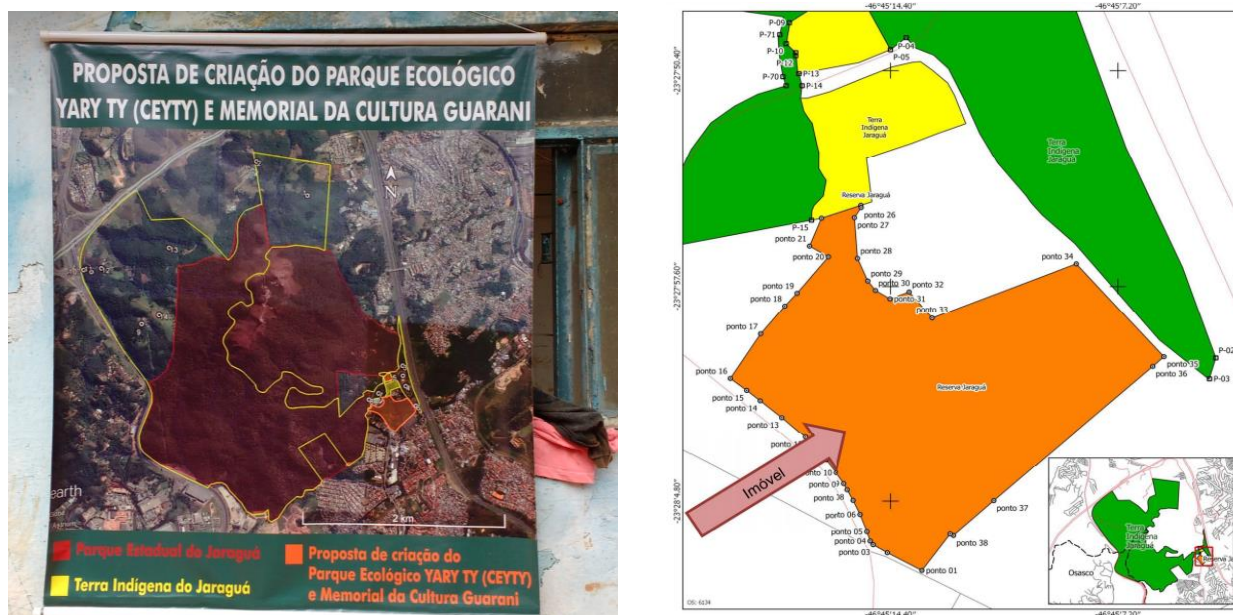 PROPOSTA DE CRIAÇÃO DO PARQUE ECOLÓGICO
YARY TY (CEYTY) E MEMORIAL DA CULTURA GUARANI
N
earth
2 km
Parque Estadual do Jaraguá
Terra Indígena do Jaraguá
Proposta de criação do
Parque Ecológico YARY TY (CEYTY)
e Memorial da Cultura Guarani
-46°45'14.40"
-46°45'7.20"
P-09
P-71
P-10
P-12
P-70
P-13
P-14
P-04
P-05
-23°27'50.40"
Terra
Indígena
Jaraguá
Terra
Indígena
Jaraguá
Reserva Jaraguá
P-15
ponto 26
ponto 27
ponto 21
ponto 20
ponto 28
ponto 34
ponto 29
ponto 30
ponto 32
ponto 31
ponto 33
ponto 19
ponto 18
-23°27'57.60"
ponto 17
P-02
ponto 35
ponto 36
P-03
ponto 16
Reserva Jaraguá
ponto 15
ponto 14
ponto 13
Imóvel
ponto 10
ponto 08
ponto 06
ponto 05
ponto 04
ponto 03
ponto 01
ponto 37
ponto 38
-23°28'4.80"
Terra
Indígena
Jaraguá
Osasco
Reserva Ja
-46°45'14.40"
-46°45'7.20"